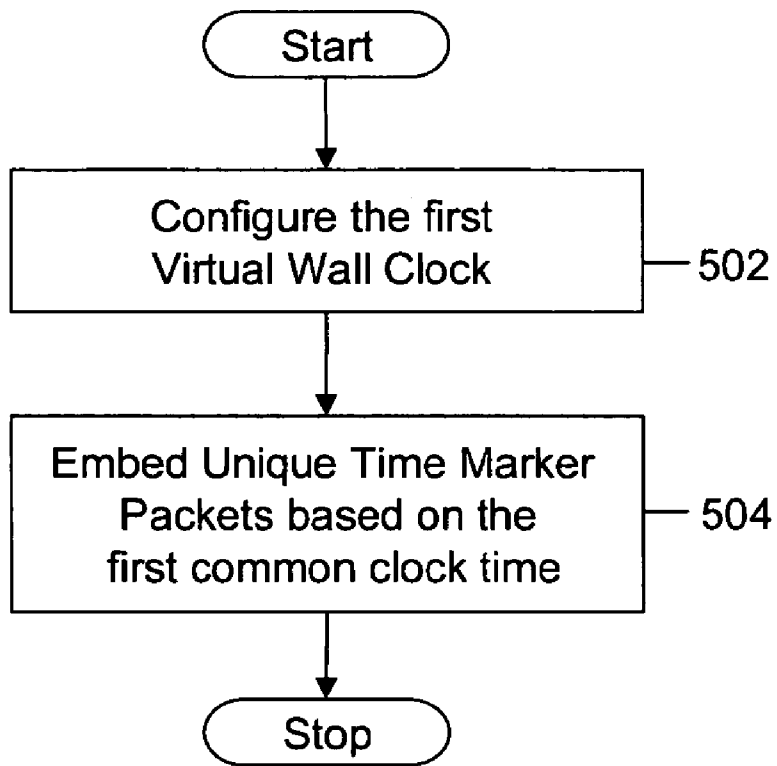 Start
Configure the first
Virtual Wall Clock
502
Embed Unique Time Marker
Packets based on the
first common clock time
504
Stop